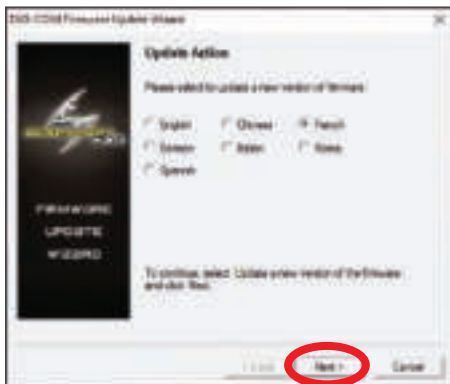 Firmware Update Wizard
Update Action
Please select to update a new version of firmware:
English Chinese French
German Italian
Spanish
FIRMWARE
UPDATE
WIZARD
To continue, select Update a new version of the firmware
and click Next.
Next >
Cancel